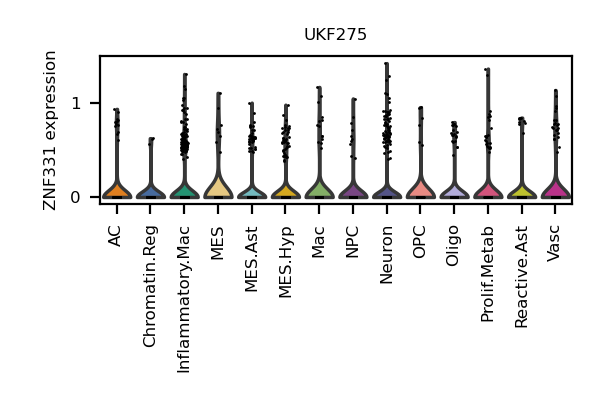 UKF275
ZNF331 expression
1
0
AC
Chromatin.Reg
Inflammatory.Mac
MES
MES.Ast
MES.Hyp
Mac
NPC
Neuron
OPC
Oligo
Prolif.Metab
Reactive.Ast
Vasc